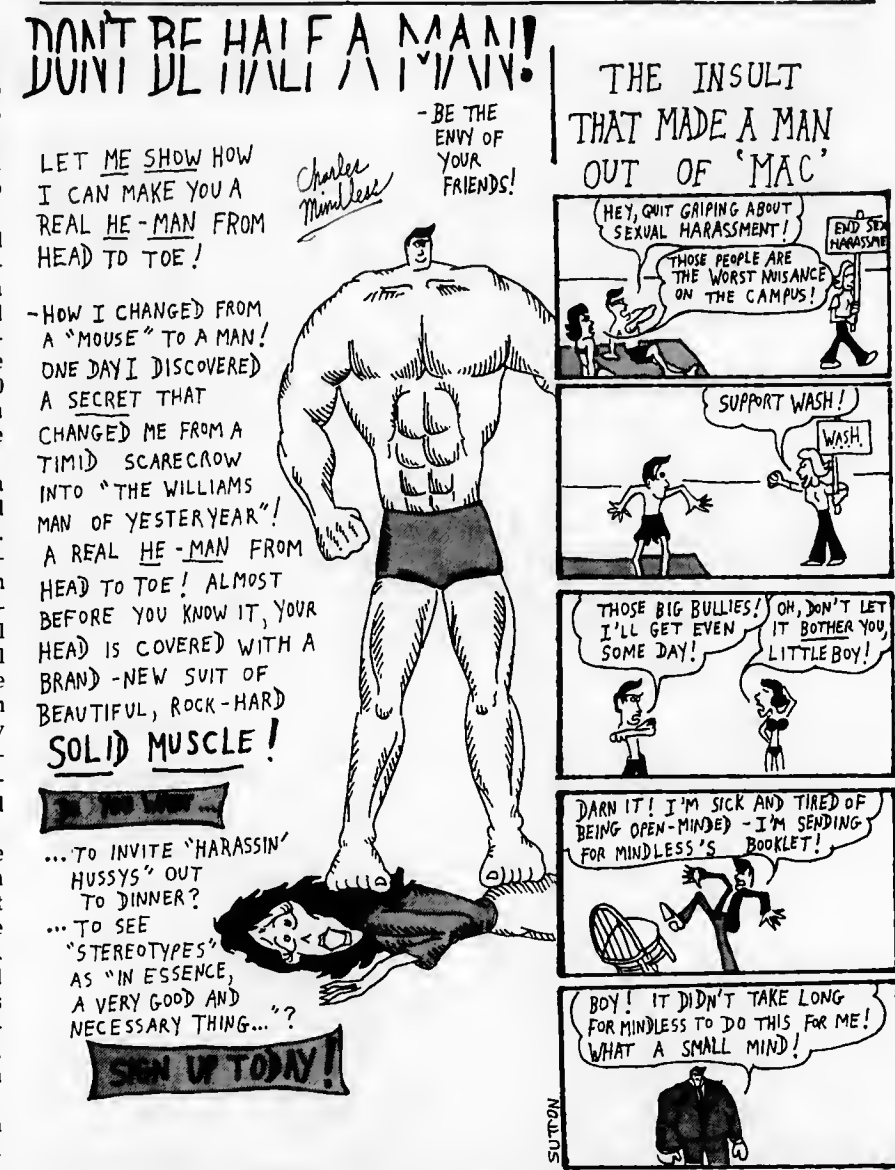 DON'T BE HALF A MAN!
- BE THE
ENVY OF
YOUR
FRIENDS!
Charles
Mindless
LET ME SHOW HOW
I CAN MAKE YOU A
REAL HE-MAN FROM
HEAD TO TOE!
- HOW I CHANGED FROM
A "MOUSE" TO A MAN!
ONE DAY I DISCOVERED
A SECRET THAT
CHANGED ME FROM A
TIMID SCARECROW
INTO "THE WILLIAMS
MAN OF YESTERYEAR"!
A REAL HE-MAN FROM
HEAD TO TOE! ALMOST
BEFORE YOU KNOW IT, YOUR
HEAD IS COVERED WITH A
BRAND-NEW SUIT OF
BEAUTIFUL, ROCK-HARD
SOLID MUSCLE!
DO YOU WANT...
...TO INVITE "HARASSIN'
HUSSYS" OUT
TO DINNER?
...TO SEE
"STEREOTYPES"
AS "IN ESSENCE,
A VERY GOOD AND
NECESSARY THING..."?
SIGN UP TODAY!
THE INSULT
THAT MADE A MAN
OUT OF 'MAC'
HEY, QUIT GRIPING ABOUT
SEXUAL HARASSMENT!
THOSE PEOPLE ARE
THE WORST NUISANCE
ON THE CAMPUS!
END SEX
HARASSME
SUPPORT WASH!
WASH
THOSE BIG BULLIES!
I'LL GET EVEN
SOME DAY!
OH, DON'T LET
IT BOTHER YOU,
LITTLE BOY!
DARN IT! I'M SICK AND TIRED OF
BEING OPEN-MINDED - I'M SENDING
FOR MINDLESS'S BOOKLET!
BOY! IT DIDN'T TAKE LONG
FOR MINDLESS TO DO THIS FOR ME!
WHAT A SMALL MIND!
SUTTON